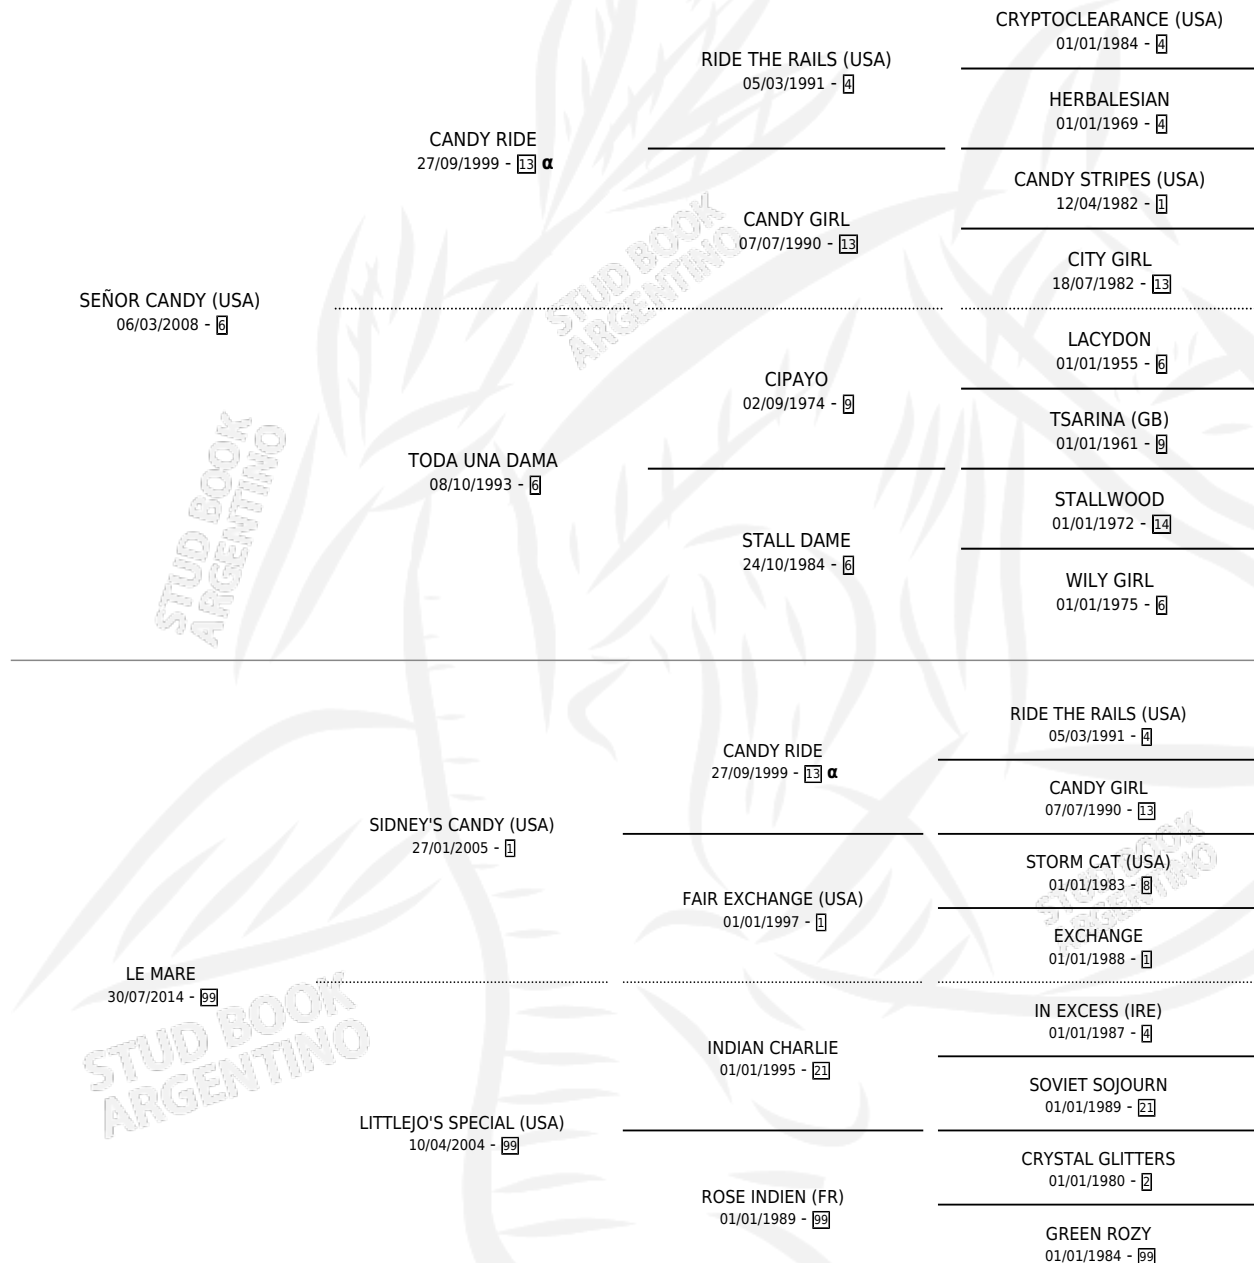 CRYPTOCLEARANCE (USA)
01/01/1984 - 4
RIDE THE RAILS (USA)
05/03/1991 - 4
HERBALESIAN
01/01/1969 - 4
CANDY RIDE
27/09/1999 - 13 α
CANDY STRIPES (USA)
12/04/1982 - 1
CANDY GIRL
07/07/1990 - 13
CITY GIRL
18/07/1982 - 13
SEÑOR CANDY (USA)
06/03/2008 - 6
LACYDON
01/01/1955 - 6
CIPAYO
02/09/1974 - 9
TSARINA (GB)
01/01/1961 - 9
TODA UNA DAMA
08/10/1993 - 6
STALLWOOD
01/01/1972 - 14
STALL DAME
24/10/1984 - 6
WILY GIRL
01/01/1975 - 6
RIDE THE RAILS (USA)
05/03/1991 - 4
CANDY RIDE
27/09/1999 - 13 α
CANDY GIRL
07/07/1990 - 13
SIDNEY'S CANDY (USA)
27/01/2005 - 1
STORM CAT (USA)
01/01/1983 - 8
FAIR EXCHANGE (USA)
01/01/1997 - 1
EXCHANGE
01/01/1988 - 1
LE MARE
30/07/2014 - 99
IN EXCESS (IRE)
01/01/1987 - 4
INDIAN CHARLIE
01/01/1995 - 21
SOVIET SOJOURN
01/01/1989 - 21
LITTLEJO'S SPECIAL (USA)
10/04/2004 - 99
CRYSTAL GLITTERS
01/01/1980 - 2
ROSE INDIEN (FR)
01/01/1989 - 99
GREEN ROZY
01/01/1984 - 99
STUD BOOK
ARGENTINO
STUD BOOK
ARGENTINO
STUD BOOK
ARGENTINO
STUD BOOK
ARGENTINO